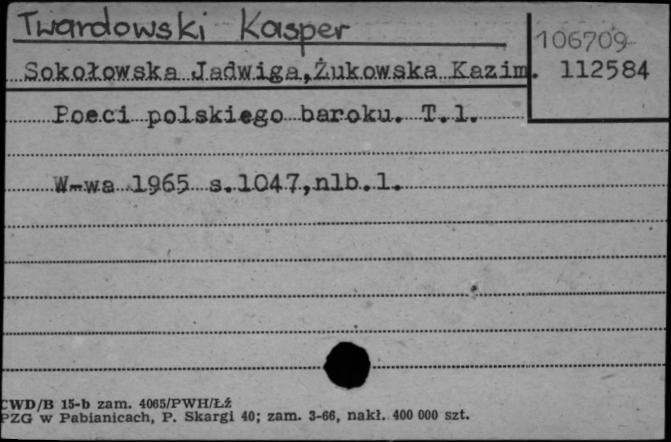 Twardowski Kasper
106709
Sokołowska Jadwiga,Żukowska Kazim. 112584
Poeci polskiego baroku. T.1.
W-wa 1965 s.1047,nlb.1.
CWD/B 15-b zam. 4065/PWH/Łź
PZG w Pabianicach, P. Skargi 40; zam. 3-66, nakł. 400 000 szt.